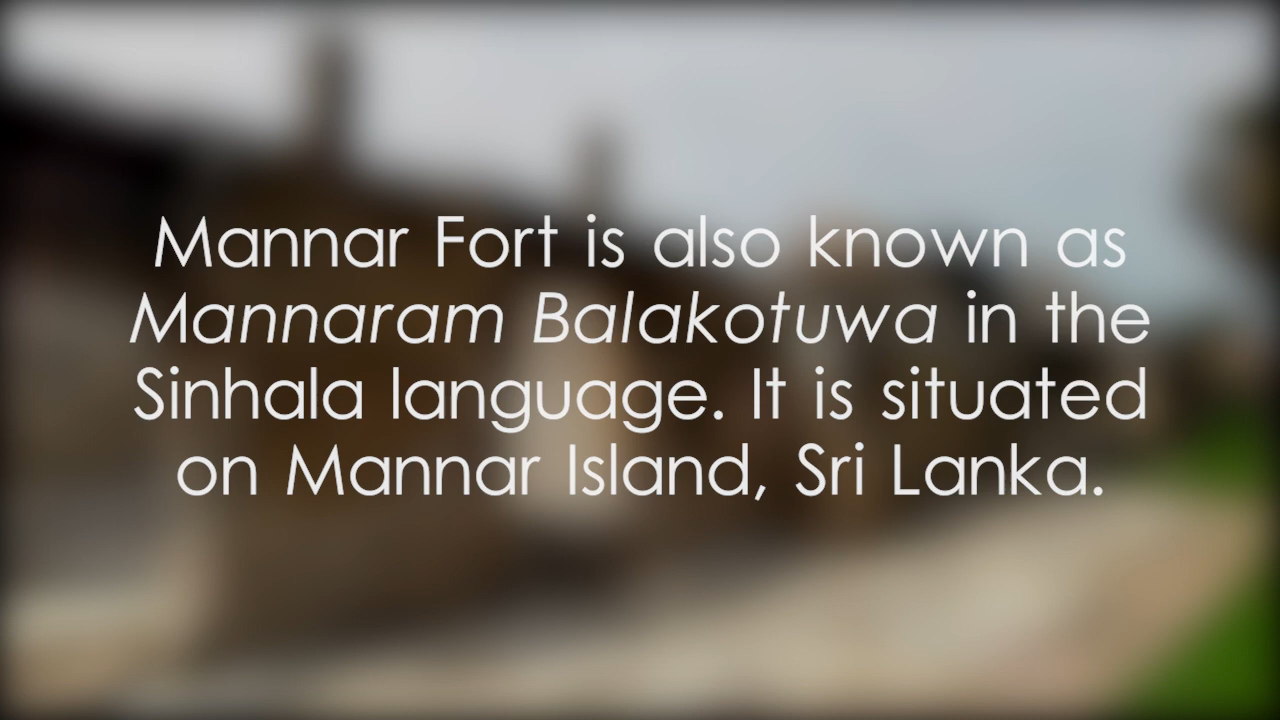 Mannar Fort is also known as
Mannaram Balakotuwa in the
Sinhala language. It is situated
on Mannar Island, Sri Lanka.